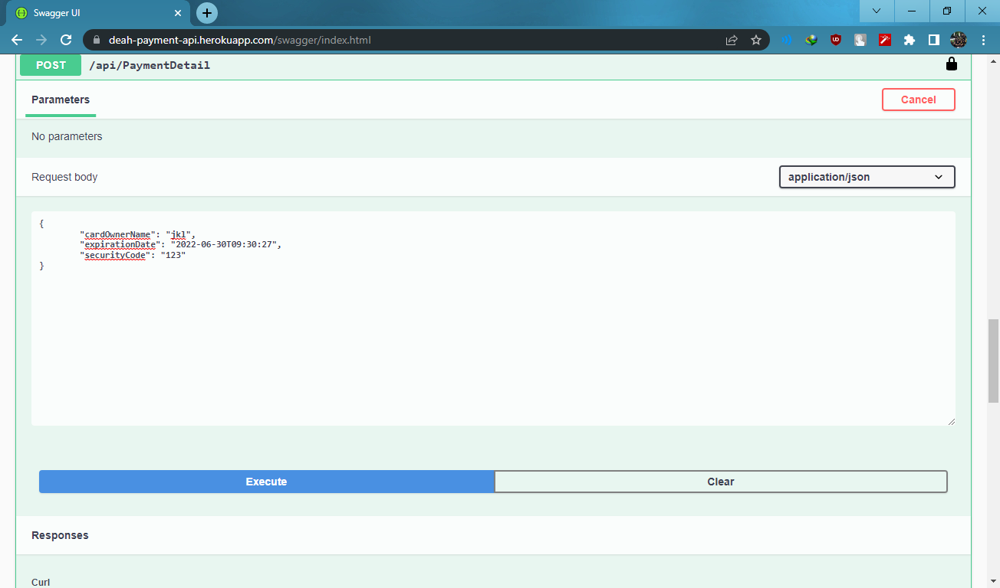 Swagger UI
deah-payment-api.herokuapp.com/swagger/index.html
POST /api/PaymentDetail
Parameters
Cancel
No parameters
Request body
application/json
{
"cardOwnerName": "jkl",
"expirationDate": "2022-06-30T09:30:27",
"securityCode": "123"
}
Execute
Clear
Responses
Curl